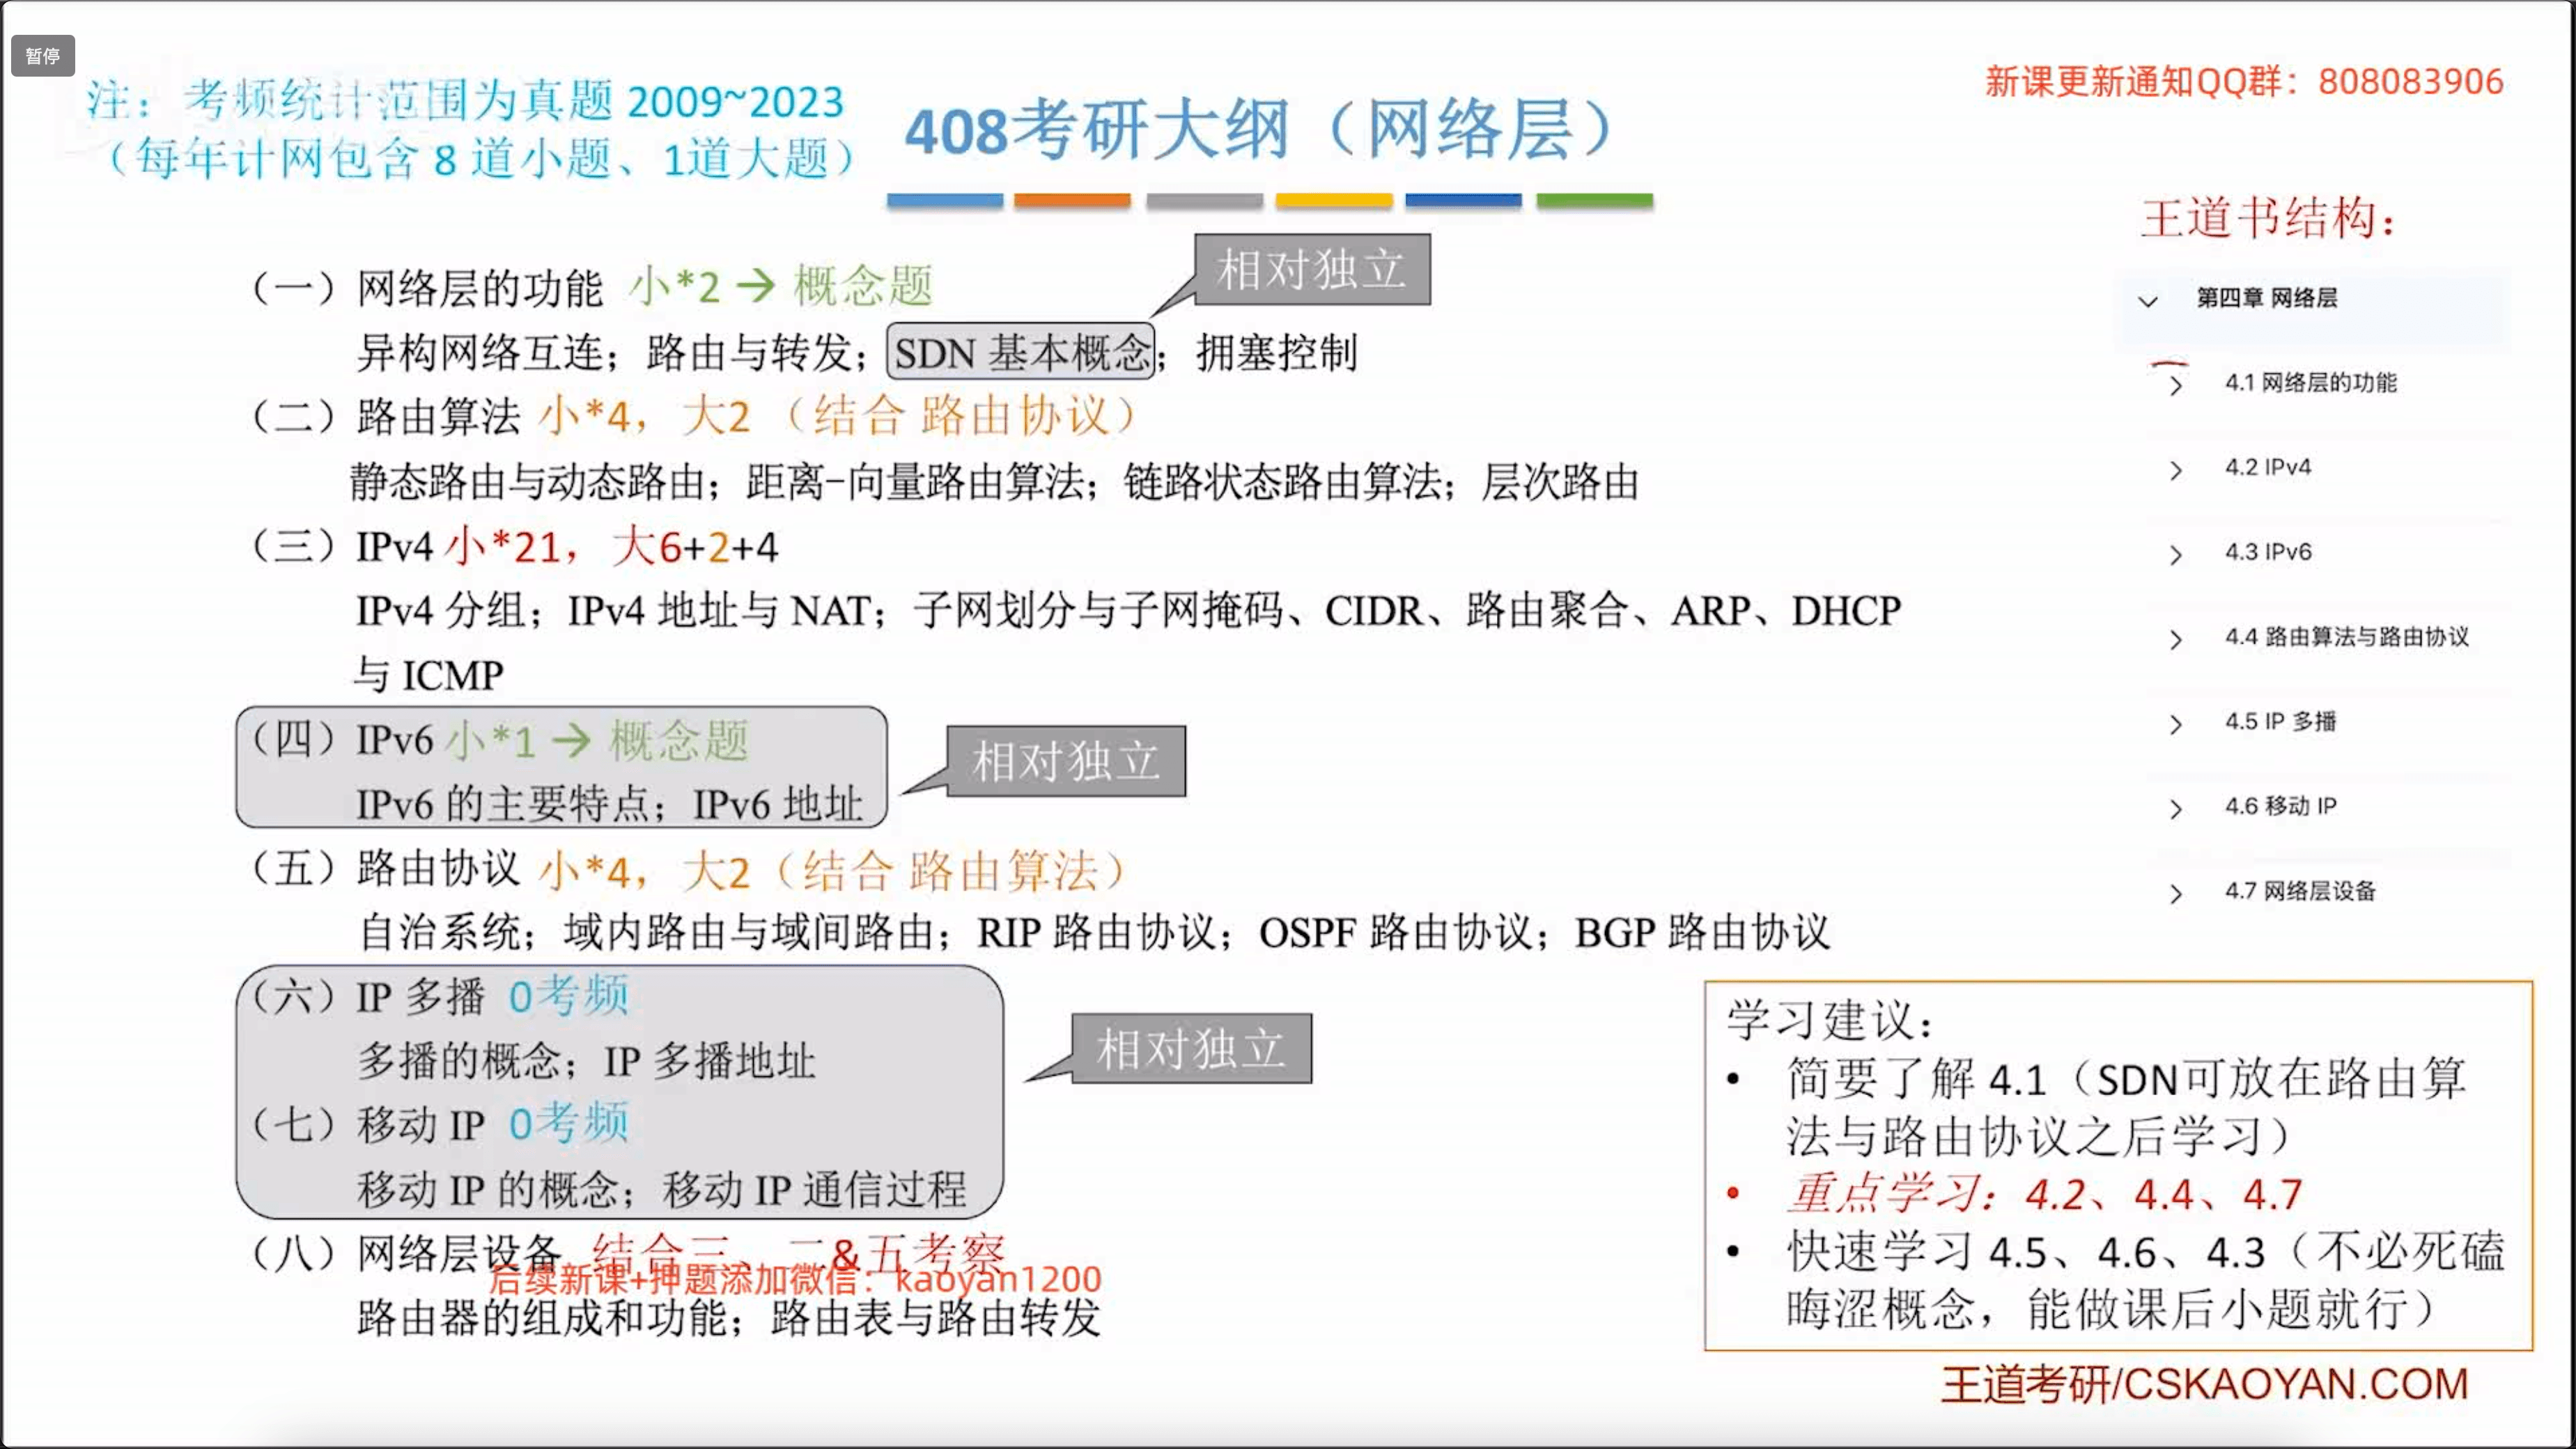 暂停
注：考频统计范围为真题 2009~2023
（每年计网包含 8 道小题、1道大题）
408考研大纲（网络层）
新课更新通知QQ群：808083906
（一）网络层的功能 小*2 → 概念题
相对独立
异构网络互连；路由与转发；SDN 基本概念；拥塞控制
（二）路由算法 小*4，大2（结合 路由协议）
静态路由与动态路由；距离-向量路由算法；链路状态路由算法；层次路由
（三）IPv4 小*21，大6+2+4
IPv4 分组；IPv4 地址与 NAT；子网划分与子网掩码、CIDR、路由聚合、ARP、DHCP
与 ICMP
（四）IPv6 小*1 → 概念题
相对独立
IPv6 的主要特点；IPv6 地址
（五）路由协议 小*4，大2（结合 路由算法）
自治系统；域内路由与域间路由；RIP 路由协议；OSPF 路由协议；BGP 路由协议
（六）IP 多播 0考频
多播的概念；IP 多播地址
相对独立
（七）移动 IP 0考频
移动 IP 的概念；移动 IP 通信过程
（八）网络层设备 结合三、二&五考察
后续新课+押题添加微信：kaoyan1200
路由器的组成和功能；路由表与路由转发
王道书结构：
第四章 网络层
4.1 网络层的功能
4.2 IPv4
4.3 IPv6
4.4 路由算法与路由协议
4.5 IP 多播
4.6 移动 IP
4.7 网络层设备
学习建议：
• 简要了解 4.1（SDN可放在路由算
法与路由协议之后学习）
• 重点学习：4.2、4.4、4.7
• 快速学习 4.5、4.6、4.3（不必死磕
晦涩概念，能做课后小题就行）
王道考研/CSKAOYAN.COM